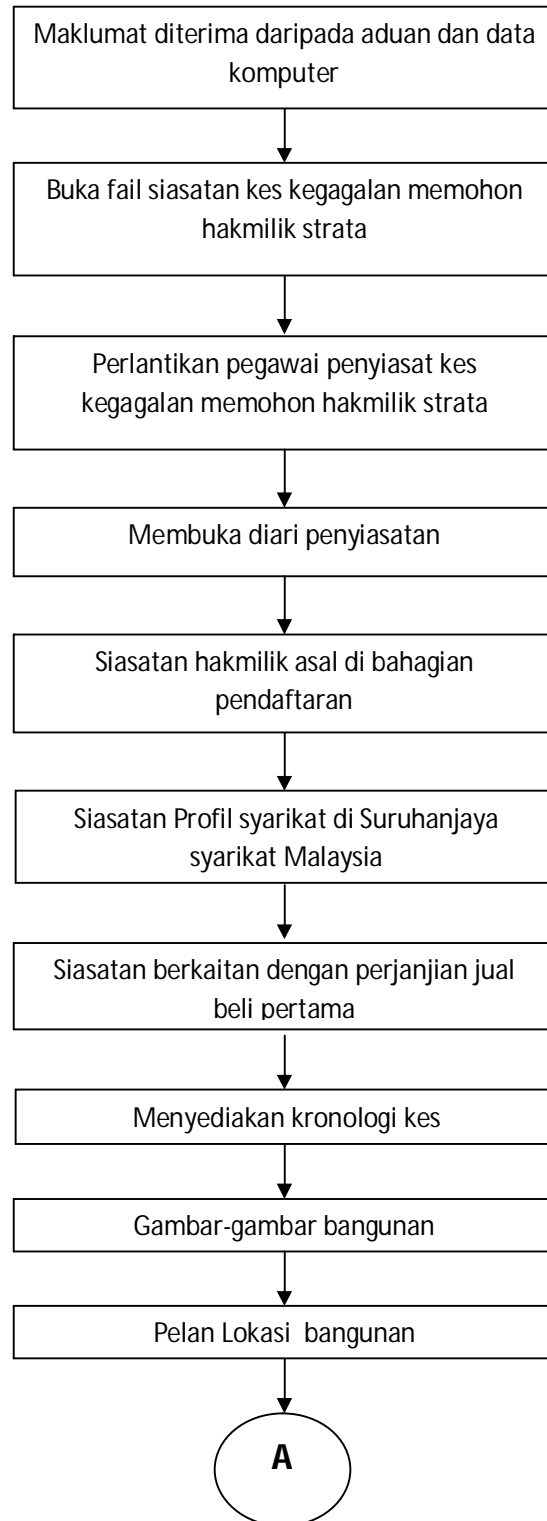 Maklumat diterima daripada aduan dan data
komputer
Buka fail siasatan kes kegagalan memohon
hakmilik strata
Perlantikan pegawai penyiasat kes
kegagalan memohon hakmilik strata
Membuka diari penyiasatan
Siasatan hakmilik asal di bahagian
pendaftaran
Siasatan Profil syarikat di Suruhanjaya
syarikat Malaysia
Siasatan berkaitan dengan perjanjian jual
beli pertama
Menyediakan kronologi kes
Gambar-gambar bangunan
Pelan Lokasi bangunan
A